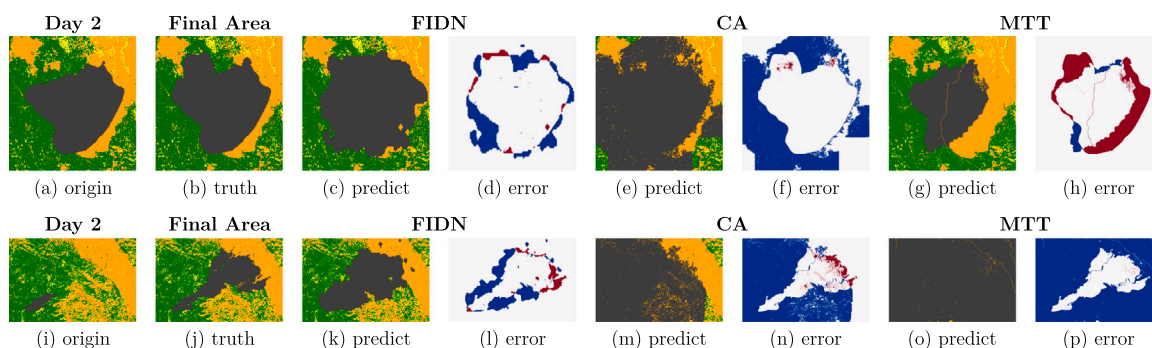 Day 2 Final Area FIDN CA MTT
(a) origin (b) truth (c) predict (d) error (e) predict (f) error (g) predict (h) error
Day 2 Final Area FIDN CA MTT
(i) origin (j) truth (k) predict (l) error (m) predict (n) error (o) predict (p) error